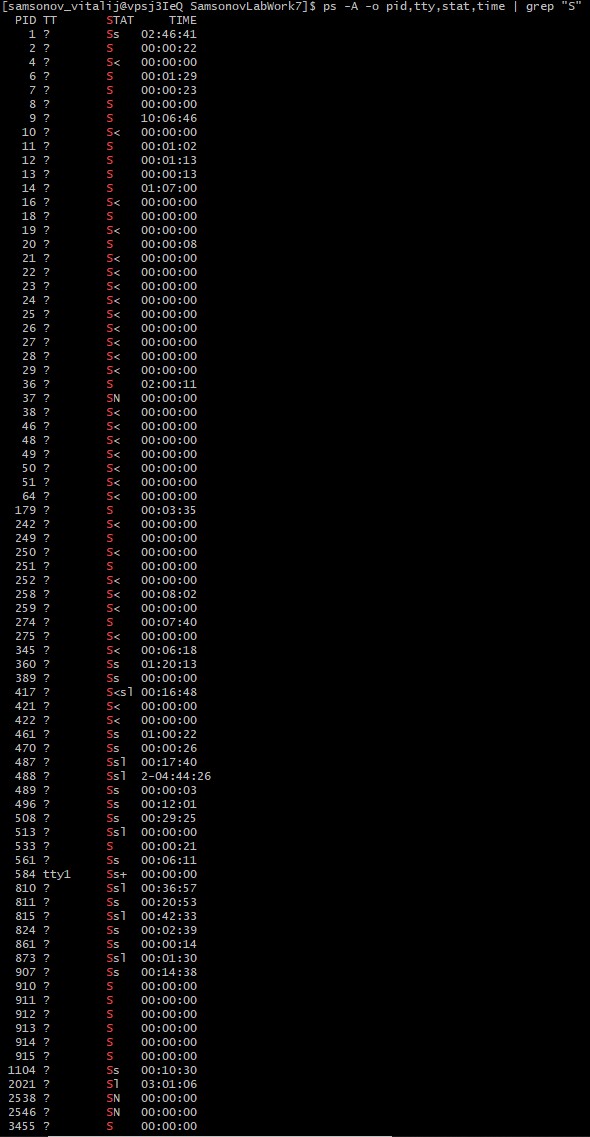 [samsonov_vitalij@vpsj3IeQ SamsonovLabWork7]$ ps -A -o pid,tty,stat,time | grep "S"
PID TT STAT TIME
1 ? Ss 02:46:41
2 ? S 00:00:22
4 ? S< 00:00:00
6 ? S 00:01:29
7 ? S 00:00:23
8 ? S 00:00:00
9 ? S 10:06:46
10 ? S< 00:00:00
11 ? S 00:01:02
12 ? S 00:01:13
13 ? S 00:00:13
14 ? S 01:07:00
16 ? S< 00:00:00
18 ? S 00:00:00
19 ? S< 00:00:00
20 ? S 00:00:08
21 ? S< 00:00:00
22 ? S< 00:00:00
23 ? S< 00:00:00
24 ? S< 00:00:00
25 ? S< 00:00:00
26 ? S< 00:00:00
27 ? S< 00:00:00
28 ? S< 00:00:00
29 ? S< 00:00:00
36 ? S 02:00:11
37 ? SN 00:00:00
38 ? S< 00:00:00
46 ? S< 00:00:00
48 ? S< 00:00:00
49 ? S< 00:00:00
50 ? S< 00:00:00
51 ? S< 00:00:00
64 ? S< 00:00:00
179 ? S 00:03:35
242 ? S< 00:00:00
249 ? S 00:00:00
250 ? S< 00:00:00
251 ? S 00:00:00
252 ? S< 00:00:00
258 ? S< 00:08:02
259 ? S< 00:00:00
274 ? S 00:07:40
275 ? S< 00:00:00
345 ? S< 00:06:18
360 ? Ss 01:20:13
389 ? Ss 00:00:00
417 ? S<sl 00:16:48
421 ? S< 00:00:00
422 ? S< 00:00:00
461 ? Ss 01:00:22
470 ? Ss 00:00:26
487 ? Ssl 00:17:40
488 ? Ssl 2-04:44:26
489 ? Ss 00:00:03
496 ? Ss 00:12:01
508 ? Ss 00:29:25
513 ? Ssl 00:00:00
533 ? S 00:00:21
561 ? Ss 00:06:11
584 tty1 Ss+ 00:00:00
810 ? Ssl 00:36:57
811 ? Ss 00:20:53
815 ? Ssl 00:42:33
824 ? Ss 00:02:39
861 ? Ss 00:00:14
873 ? Ssl 00:01:30
907 ? Ss 00:14:38
910 ? S 00:00:00
911 ? S 00:00:00
912 ? S 00:00:00
913 ? S 00:00:00
914 ? S 00:00:00
915 ? S 00:00:00
1104 ? Ss 00:10:30
2021 ? Sl 03:01:06
2538 ? SN 00:00:00
2546 ? SN 00:00:00
3455 ? S 00:00:00